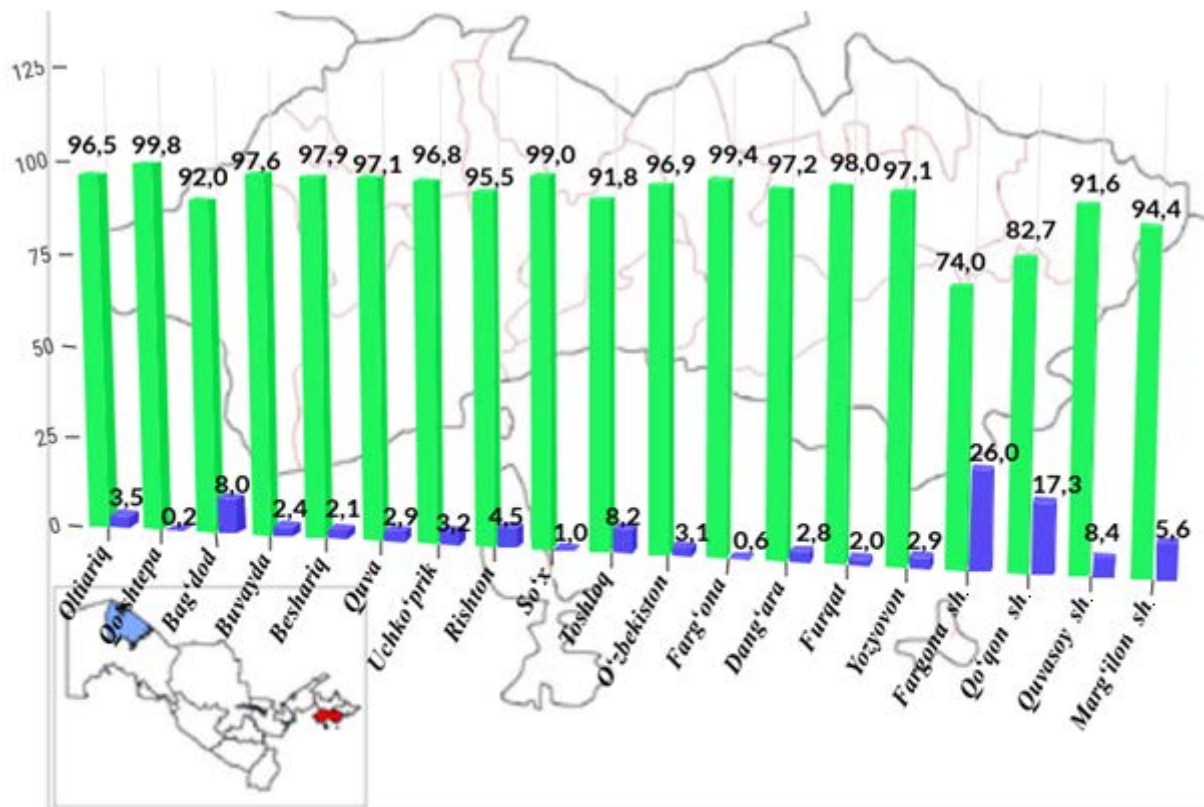 125
100
75
50
25
0
96,5
99,8
92,0
97,6
97,9
97,1
96,8
95,5
99,0
91,8
96,9
99,4
97,2
98,0
97,1
74,0
82,7
91,6
94,4
3,5
0,2
8,0
2,4
2,1
2,9
3,2
4,5
1,0
8,2
3,1
0,6
2,8
2,0
2,9
26,0
17,3
8,4
5,6
Oltiariq
Qo‘shtepa
Bag‘dod
Buvayda
Beshariq
Quva
Uchko‘prik
Rishton
So‘x
Toshloq
O‘zbekiston
Farg‘ona
Dang‘ara
Furqat
Yozyovon
Fargona sh.
Qo‘qon sh.
Quvasoy sh.
Marg‘ilon sh.